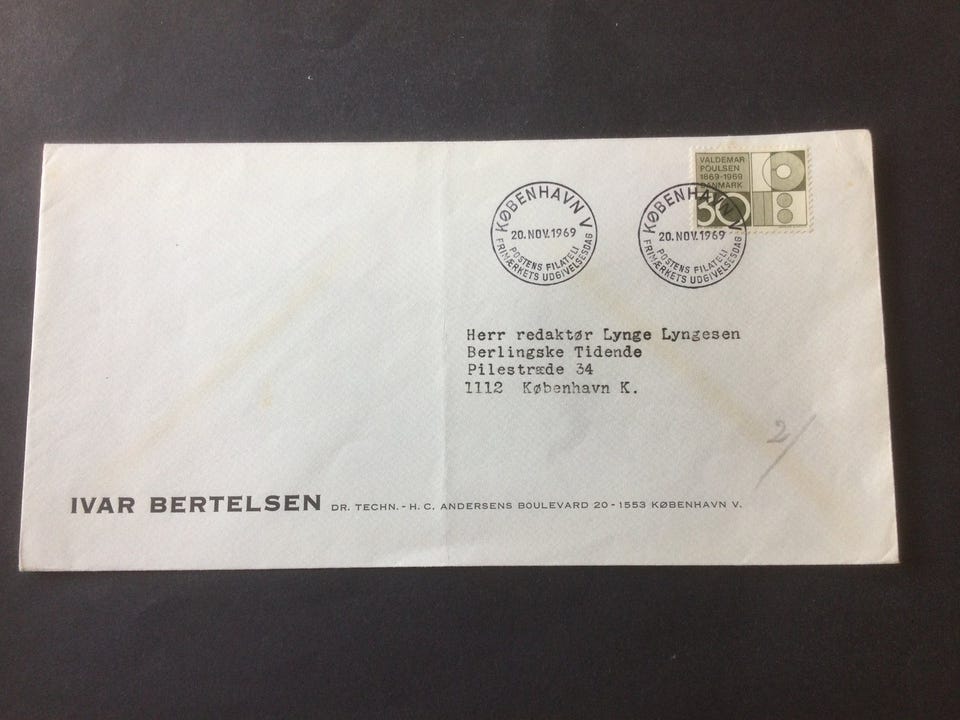 VALDEMAR
POULSEN
1869-1969
DANMARK
30
KØBENHAVN V
20.NOV.1969
POSTENS FILATELI
FRIMÆRKETS UDGIVELSESDAG
KØBENHAVN V
20.NOV.1969
POSTENS FILATELI
FRIMÆRKETS UDGIVELSESDAG
Herr redaktør Lynge Lyngesen
Berlingske Tidende
Pilestræde 34
1112 København K.
2/
IVAR BERTELSEN DR. TECHN. - H. C. ANDERSENS BOULEVARD 20 - 1553 KØBENHAVN V.